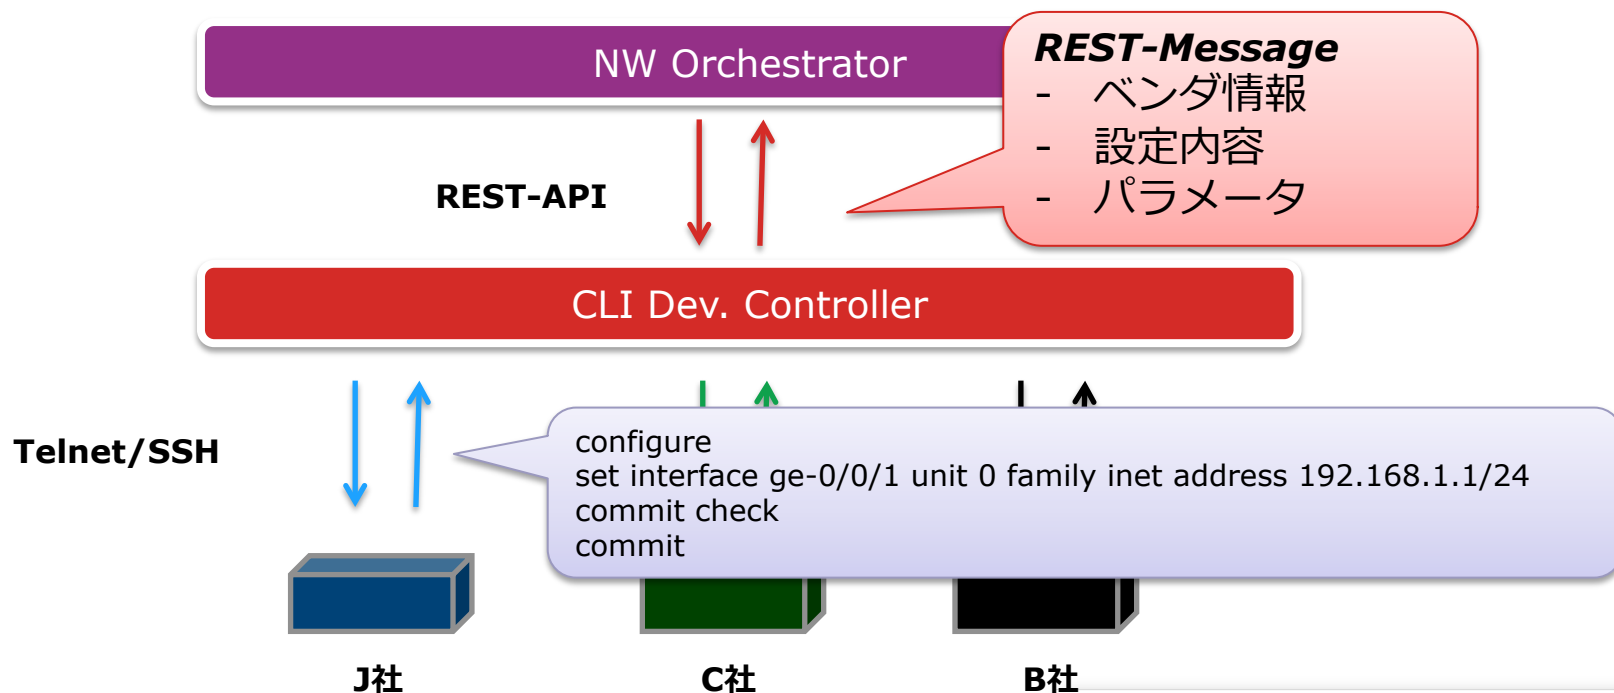 NW Orchestrator
REST-Message
- ベンダ情報
- 設定内容
- パラメータ
REST-API
CLI Dev. Controller
Telnet/SSH
configure
set interface ge-0/0/1 unit 0 family inet address 192.168.1.1/24
commit check
commit
J社
C社
B社